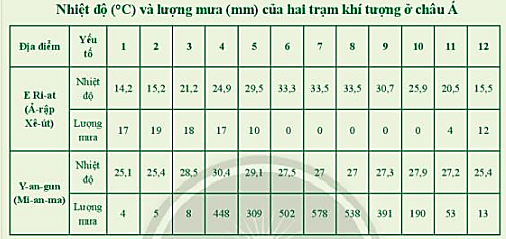 Nhiệt độ (°C) và lượng mưa (mm) của hai trạm khí tượng ở châu Á
Địa điểm Yếu tố 1 2 3 4 5 6 7 8 9 10 11 12
E Ri-at (Ả-rập Xê-út) Nhiệt độ 14,2 15,2 21,2 24,9 29,5 33,3 33,5 33,5 30,7 25,9 20,5 15,5
Lượng mưa 17 19 18 17 10 0 0 0 0 0 4 12
Y-an-gun (Mi-an-ma) Nhiệt độ 25,1 25,4 28,5 30,4 29,1 27,5 27 27 27,3 27,9 27,2 25,4
Lượng mưa 4 5 8 448 309 502 578 538 391 190 53 13